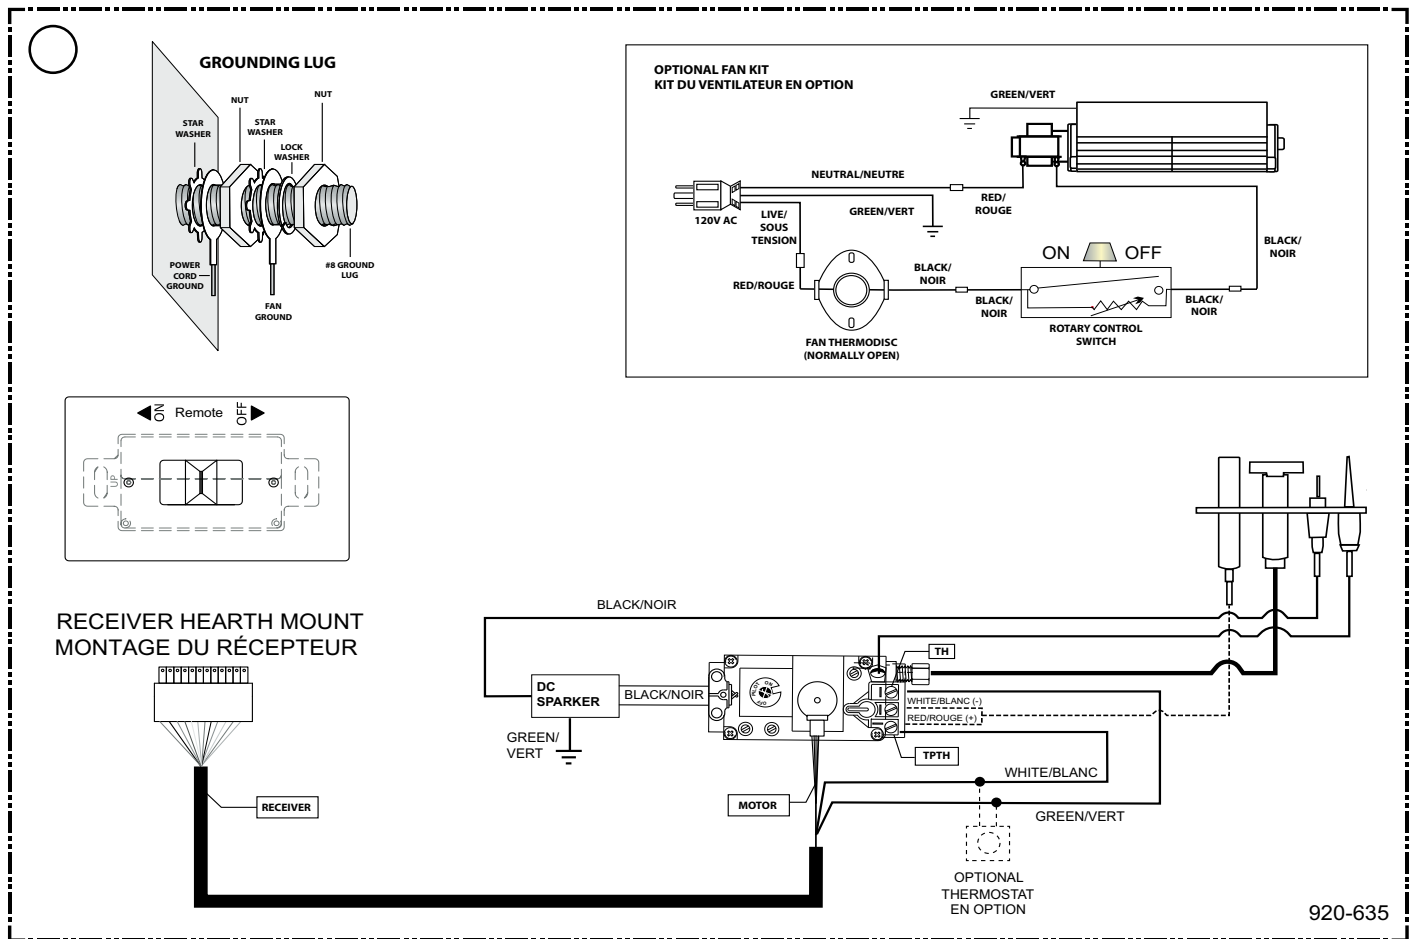 GROUNDING LUG
NUT
NUT
STAR
WASHER
STAR
WASHER
LOCK
WASHER
POWER
CORD
GROUND
#8 GROUND
LUG
FAN
GROUND
OPTIONAL FAN KIT
KIT DU VENTILATEUR EN OPTION
GREEN/VERT
NEUTRAL/NEUTRE
RED/
ROUGE
120V AC
LIVE/
SOUS
TENSION
GREEN/VERT
ON
OFF
BLACK/
NOIR
RED/ROUGE
BLACK/
NOIR
BLACK/
NOIR
BLACK/
NOIR
ROTARY CONTROL
SWITCH
FAN THERMODISC
(NORMALLY OPEN)
ON
Remote
OFF
UP
RECEIVER HEARTH MOUNT
MONTAGE DU RÉCEPTEUR
BLACK/NOIR
TH
DC
SPARKER
BLACK/NOIR
PILOT
ON
OFF
WHITE/BLANC (-)
RED/ROUGE (+)
GREEN/
VERT
TPTH
WHITE/BLANC
RECEIVER
MOTOR
GREEN/VERT
OPTIONAL
THERMOSTAT
EN OPTION
920-635